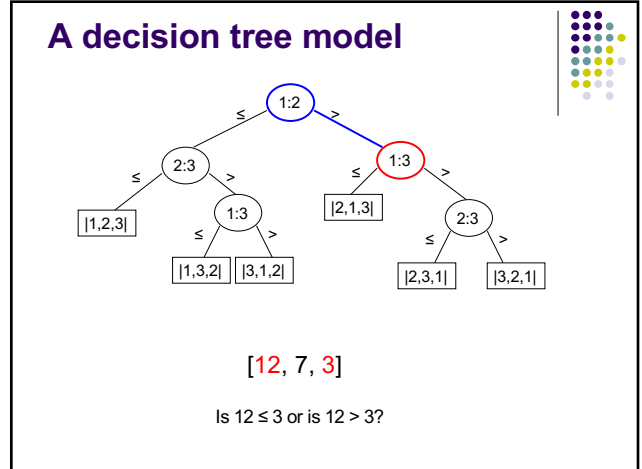 A decision tree model
1:2
≤ >
2:3 1:3
≤ > ≤ >
|1,2,3| 1:3 |2,1,3| 2:3
≤ > ≤ >
|1,3,2| |3,1,2| |2,3,1| |3,2,1|
[12, 7, 3]
Is 12 ≤ 3 or is 12 > 3?